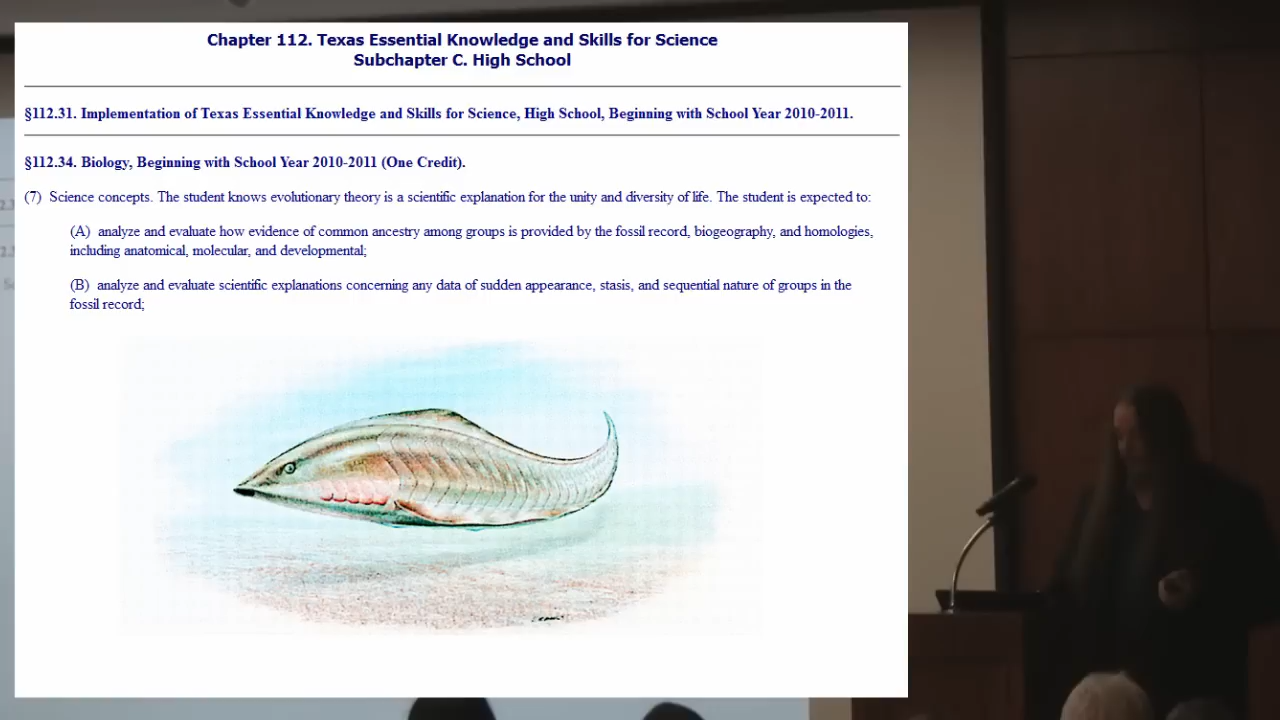 Chapter 112. Texas Essential Knowledge and Skills for Science
Subchapter C. High School
§112.31. Implementation of Texas Essential Knowledge and Skills for Science, High School, Beginning with School Year 2010-2011.
§112.34. Biology, Beginning with School Year 2010-2011 (One Credit).
(7) Science concepts. The student knows evolutionary theory is a scientific explanation for the unity and diversity of life. The student is expected to:
(A) analyze and evaluate how evidence of common ancestry among groups is provided by the fossil record, biogeography, and homologies,
including anatomical, molecular, and developmental;
(B) analyze and evaluate scientific explanations concerning any data of sudden appearance, stasis, and sequential nature of groups in the
fossil record;